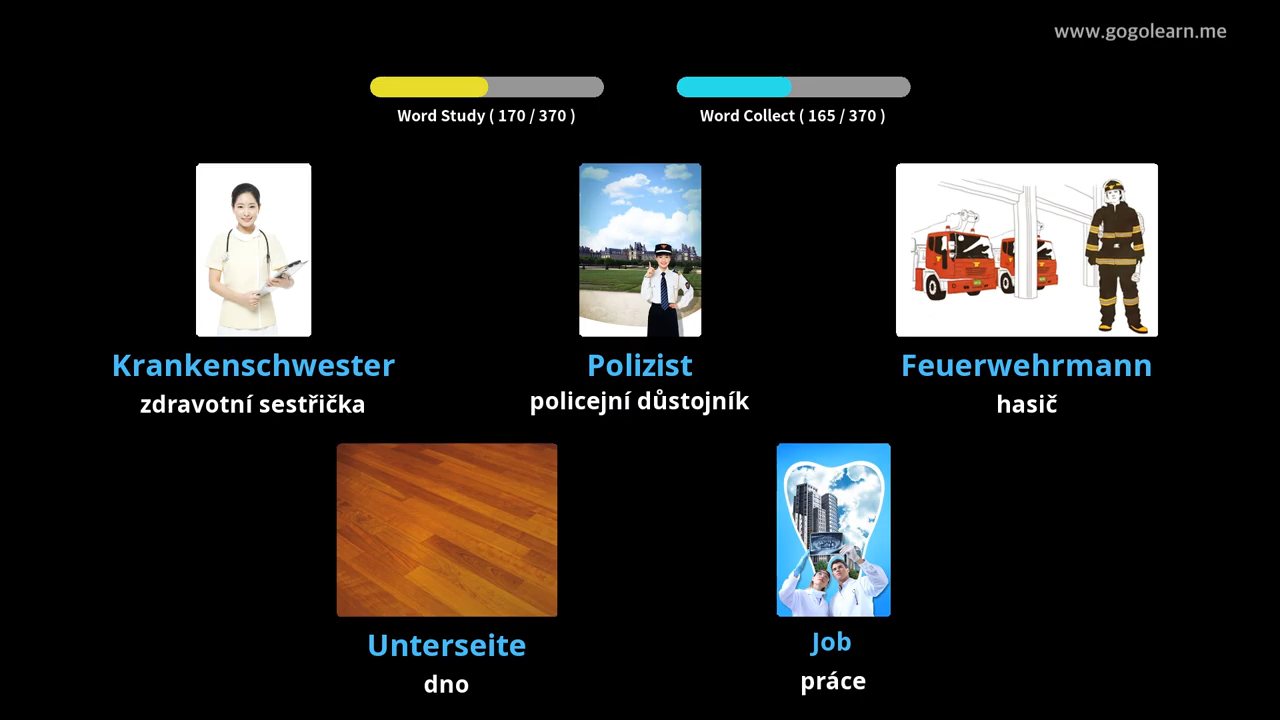 www.gogolearn.me
Word Study ( 170 / 370 )
Word Collect ( 165 / 370 )
Krankenschwester
zdravotní sestřička
Polizist
policejní důstojník
Feuerwehrmann
hasič
Unterseite
dno
Job
práce